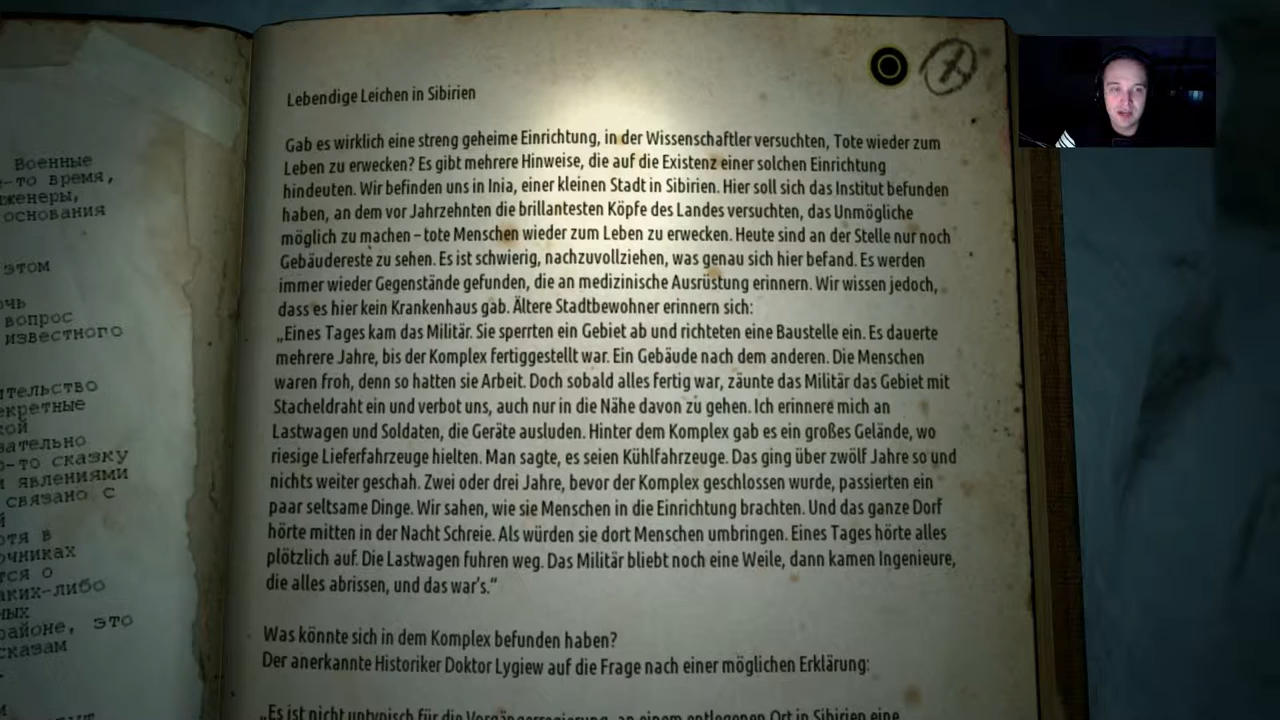 Военные
-то время,
женеры,
основания
этом
вопрос
известного
екретные
-то сказку
явлениями
связано с
очниках
районе, это
сказам
Lebendige Leichen in Sibirien
Gab es wirklich eine streng geheime Einrichtung, in der Wissenschaftler versuchten, Tote wieder zum
Leben zu erwecken? Es gibt mehrere Hinweise, die auf die Existenz einer solchen Einrichtung
hindeuten. Wir befinden uns in Inia, einer kleinen Stadt in Sibirien. Hier soll sich das Institut befunden
haben, an dem vor Jahrzehnten die brillantesten Köpfe des Landes versuchten, das Unmögliche
möglich zu machen – tote Menschen wieder zum Leben zu erwecken. Heute sind an der Stelle nur noch
Gebäudereste zu sehen. Es ist schwierig, nachzuvollziehen, was genau sich hier befand. Es werden
immer wieder Gegenstände gefunden, die an medizinische Ausrüstung erinnern. Wir wissen jedoch,
dass es hier kein Krankenhaus gab. Ältere Stadtbewohner erinnern sich:
„Eines Tages kam das Militär. Sie sperrten ein Gebiet ab und richteten eine Baustelle ein. Es dauerte
mehrere Jahre, bis der Komplex fertiggestellt war. Ein Gebäude nach dem anderen. Die Menschen
waren froh, denn so hatten sie Arbeit. Doch sobald alles fertig war, zäunte das Militär das Gebiet mit
Stacheldraht ein und verbot uns, auch nur in die Nähe davon zu gehen. Ich erinnere mich an
Lastwagen und Soldaten, die Geräte ausluden. Hinter dem Komplex gab es ein großes Gelände, wo
riesige Lieferfahrzeuge hielten. Man sagte, es seien Kühlfahrzeuge. Das ging über zwölf Jahre so und
nichts weiter geschah. Zwei oder drei Jahre, bevor der Komplex geschlossen wurde, passierten ein
paar seltsame Dinge. Wir sahen, wie sie Menschen in die Einrichtung brachten. Und das ganze Dorf
hörte mitten in der Nacht Schreie. Als würden sie dort Menschen umbringen. Eines Tages hörte alles
plötzlich auf. Die Lastwagen fuhren weg. Das Militär bliebt noch eine Weile, dann kamen Ingenieure,
die alles abrissen, und das war's.“
Was könnte sich in dem Komplex befunden haben?
Der anerkannte Historiker Doktor Lygiew auf die Frage nach einer möglichen Erklärung:
„Es ist nicht untypisch für die Vorgängerregierung, an einem entlegenen Ort in Sibirien eine